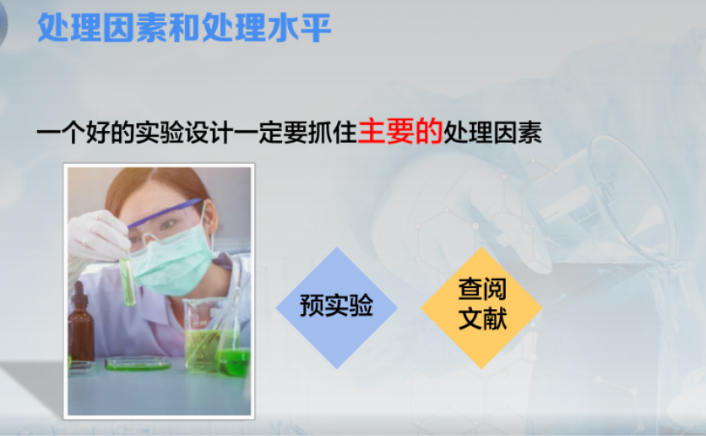 处理因素和处理水平
一个好的实验设计一定要抓住主要的处理因素
预实验
查阅
文献